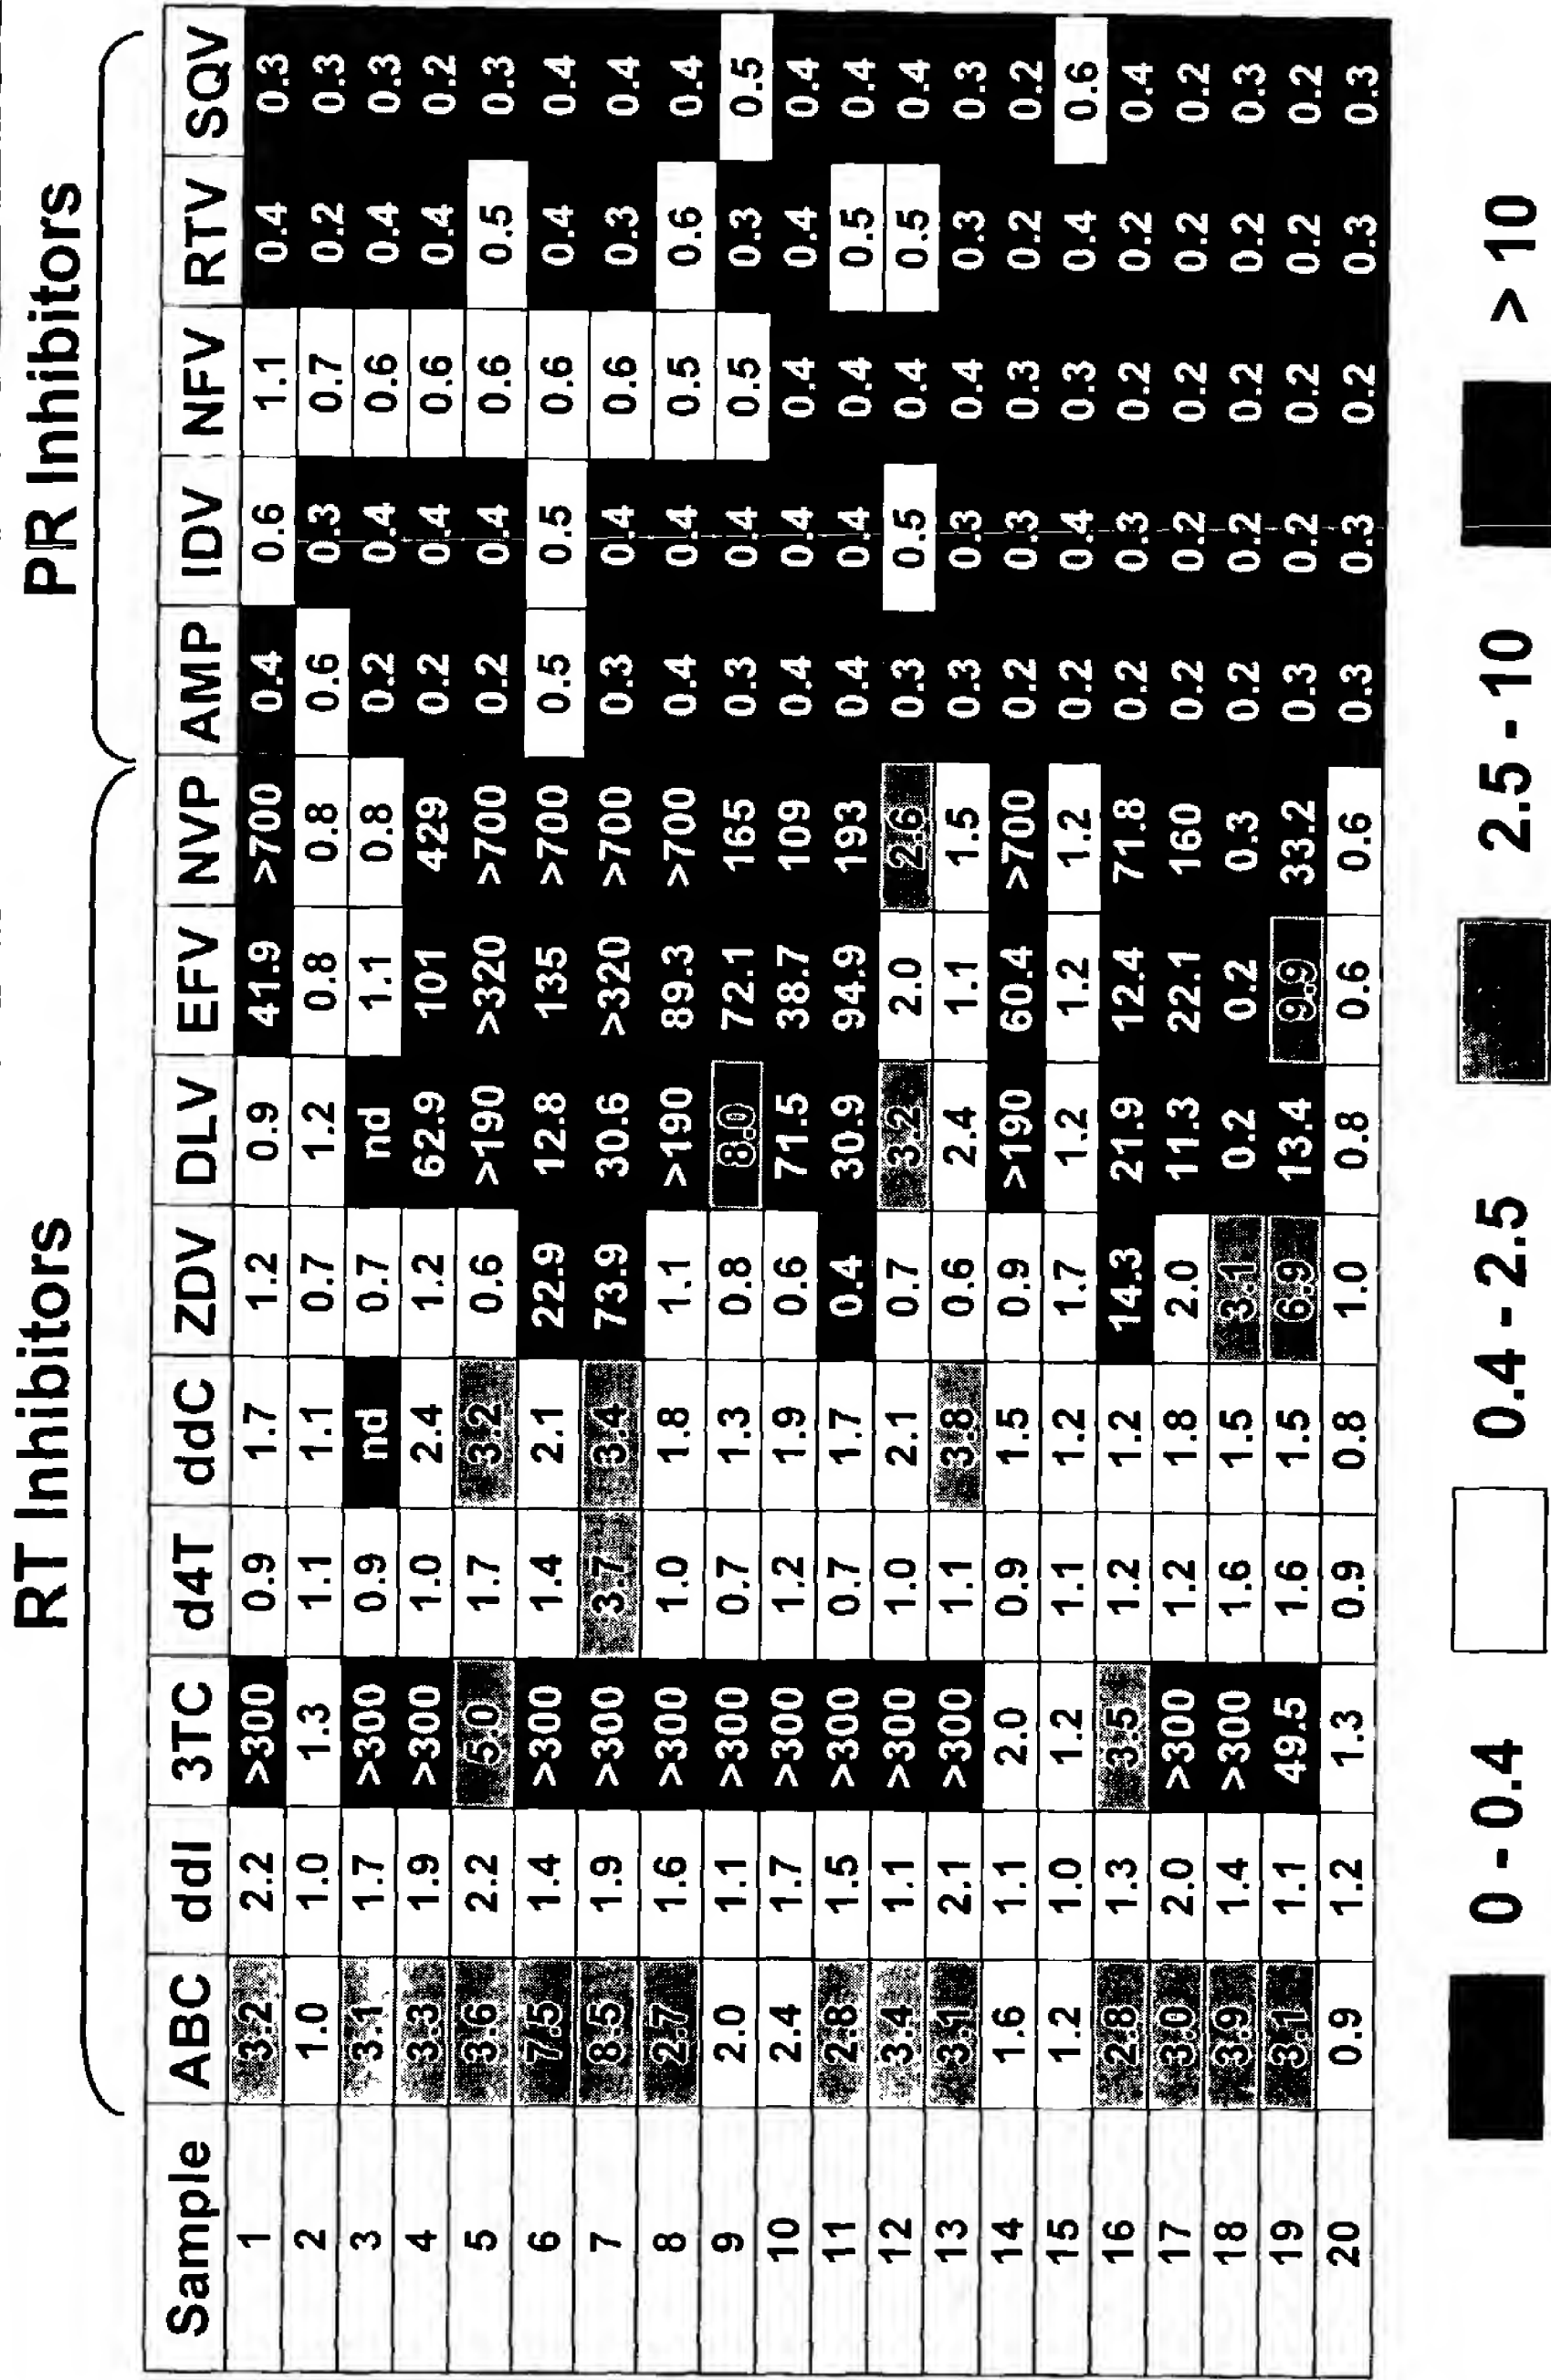 RT Inhibitors PR Inhibitors
Sample ABC ddI 3TC d4T ddC ZDV DLV EFV NVP AMP IDV NFV RTV SQV
1 3.2 2.2 >300 0.9 1.7 1.2 0.9 41.9 >700 0.4 0.6 1.1 0.4 0.3
2 1.0 1.0 1.3 1.1 1.1 0.7 1.2 0.8 0.8 0.6 0.3 0.7 0.2 0.3
3 3.1 1.7 >300 0.9 nd 0.7 nd 1.1 0.8 0.2 0.4 0.6 0.4 0.3
4 3.3 1.9 >300 1.0 2.4 1.2 62.9 101 429 0.2 0.4 0.6 0.4 0.2
5 3.6 2.2 5.0 1.7 3.2 0.6 >190 >320 >700 0.2 0.4 0.6 0.5 0.3
6 7.5 1.4 >300 1.4 2.1 22.9 12.8 135 >700 0.5 0.5 0.6 0.4 0.4
7 8.5 1.9 >300 3.7 3.4 73.9 30.6 >320 >700 0.3 0.4 0.6 0.3 0.4
8 2.7 1.6 >300 1.0 1.8 1.1 >190 89.3 >700 0.4 0.4 0.5 0.6 0.4
9 2.0 1.1 >300 0.7 1.3 0.8 8.0 72.1 165 0.3 0.4 0.5 0.3 0.5
10 2.4 1.7 >300 1.2 1.9 0.6 71.5 38.7 109 0.4 0.4 0.4 0.4 0.4
11 2.8 1.5 >300 0.7 1.7 0.4 30.9 94.9 193 0.4 0.4 0.4 0.5 0.4
12 3.4 1.1 >300 1.0 2.1 0.7 3.2 2.0 2.6 0.3 0.5 0.4 0.5 0.4
13 3.1 2.1 >300 1.1 3.8 0.6 2.4 1.1 1.5 0.3 0.3 0.4 0.3 0.3
14 1.6 1.1 2.0 0.9 1.5 0.9 >190 60.4 >700 0.2 0.3 0.3 0.2 0.2
15 1.2 1.0 1.2 1.1 1.2 1.7 1.2 1.2 1.2 0.2 0.4 0.3 0.4 0.6
16 2.8 1.3 3.5 1.2 1.2 14.3 21.9 12.4 71.8 0.2 0.3 0.2 0.2 0.4
17 3.0 2.0 >300 1.2 1.8 2.0 11.3 22.1 160 0.2 0.2 0.2 0.2 0.2
18 3.9 1.4 >300 1.6 1.5 3.1 0.2 0.2 0.3 0.2 0.2 0.2 0.2 0.3
19 3.1 1.1 49.5 1.6 1.5 6.9 13.4 9.9 33.2 0.3 0.2 0.2 0.2 0.2
20 0.9 1.2 1.3 0.9 0.8 1.0 0.8 0.6 0.6 0.3 0.3 0.2 0.3 0.3
0 - 0.4 0.4 - 2.5 2.5 - 10 > 10